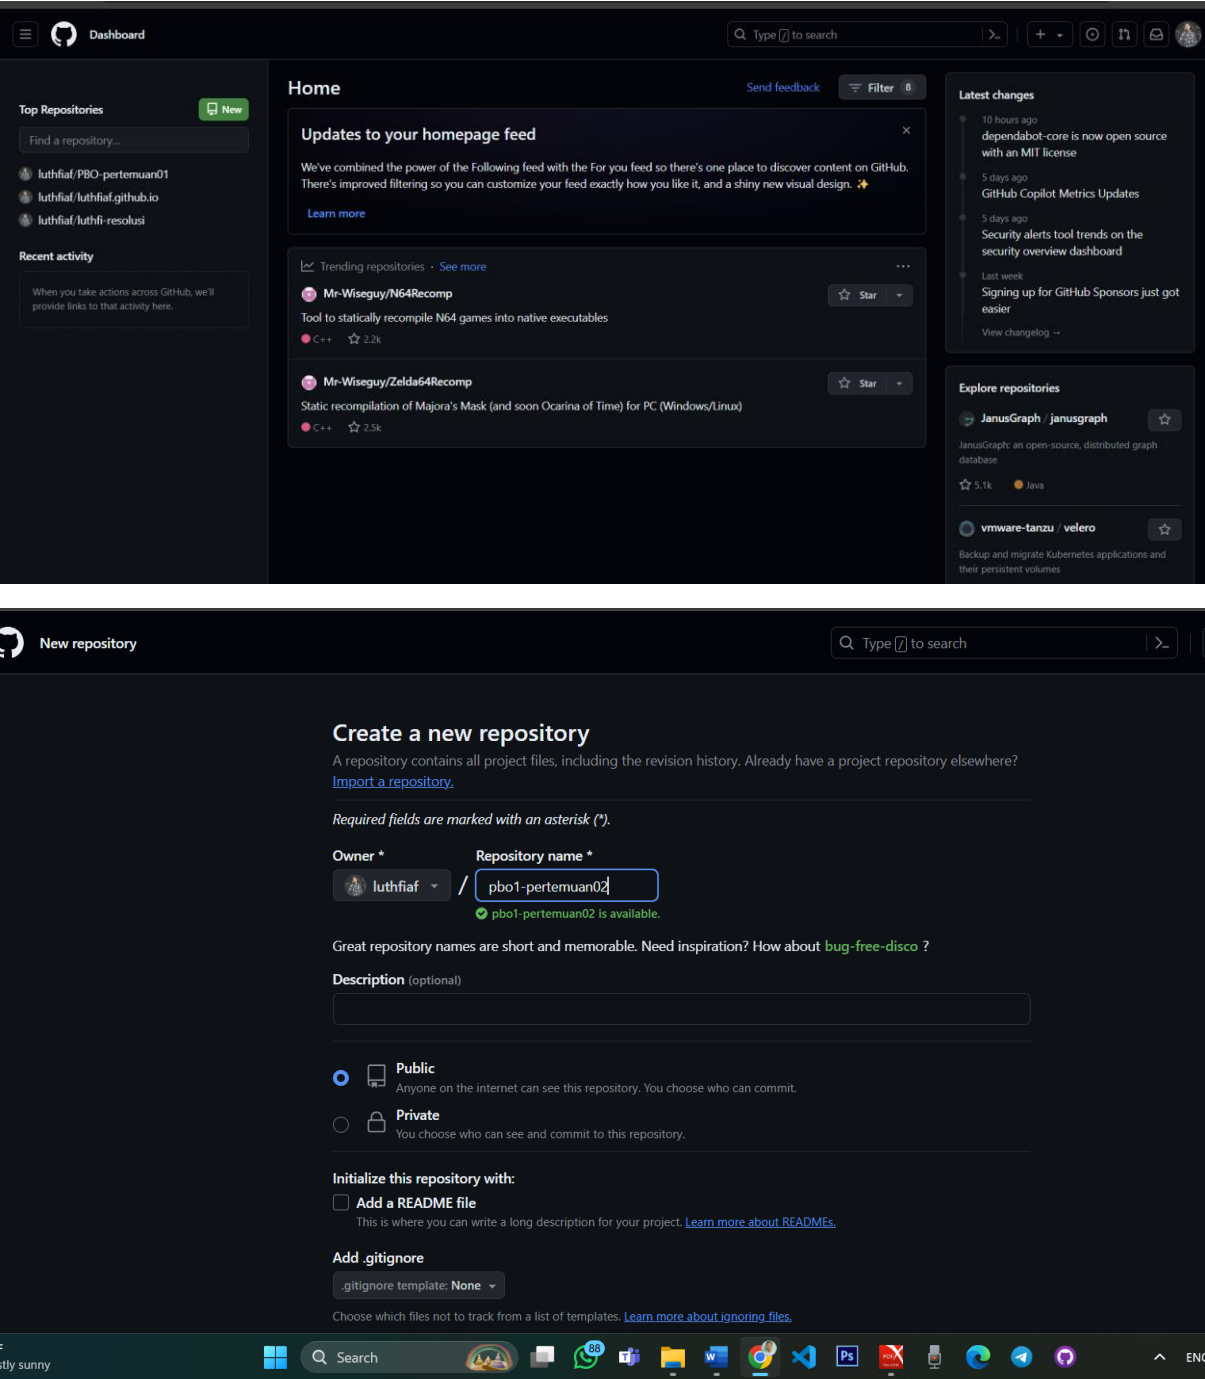 Dashboard
Type / to search
Top Repositories
New
Find a repository...
luthfiaf/PBO-pertemuan01
luthfiaf/luthfiaf.github.io
luthfiaf/luthfi-resolusi
Recent activity
When you take actions across GitHub, we'll
provide links to that activity here.
Home
Send feedback
Filter 8
Updates to your homepage feed
We've combined the power of the Following feed with the For you feed so there's one place to discover content on GitHub.
There's improved filtering so you can customize your feed exactly how you like it, and a shiny new visual design. ✨
Learn more
Trending repositories · See more
Mr-Wiseguy/N64Recomp
Star
Tool to statically recompile N64 games into native executables
C++ 2.2k
Mr-Wiseguy/Zelda64Recomp
Star
Static recompilation of Majora's Mask (and soon Ocarina of Time) for PC (Windows/Linux)
C++ 2.5k
Latest changes
10 hours ago
dependabot-core is now open source
with an MIT license
5 days ago
GitHub Copilot Metrics Updates
5 days ago
Security alerts tool trends on the
security overview dashboard
Last week
Signing up for GitHub Sponsors just got
easier
View changelog →
Explore repositories
JanusGraph / janusgraph
JanusGraph: an open-source, distributed graph
database
5.1k Java
vmware-tanzu / velero
Backup and migrate Kubernetes applications and
their persistent volumes
New repository
Type / to search
Create a new repository
A repository contains all project files, including the revision history. Already have a project repository elsewhere?
Import a repository.
Required fields are marked with an asterisk (*).
Owner * Repository name *
luthfiaf / pbo1-pertemuan02
pbo1-pertemuan02 is available.
Great repository names are short and memorable. Need inspiration? How about bug-free-disco ?
Description (optional)
Public
Anyone on the internet can see this repository. You choose who can commit.
Private
You choose who can see and commit to this repository.
Initialize this repository with:
Add a README file
This is where you can write a long description for your project. Learn more about READMEs.
Add .gitignore
.gitignore template: None
Choose which files not to track from a list of templates. Learn more about ignoring files.
stly sunny
Search
88
Ps
ENG